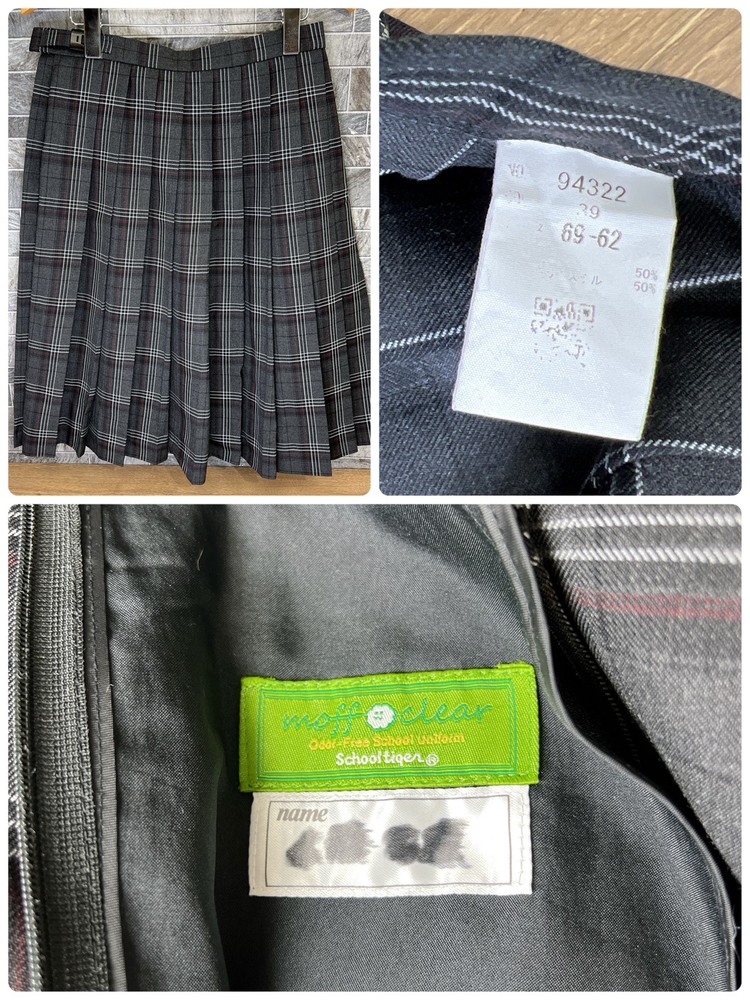 94322
39
69-62
50%
50%
moff clear
Odor-Free School Uniform
Schooltiger®
name